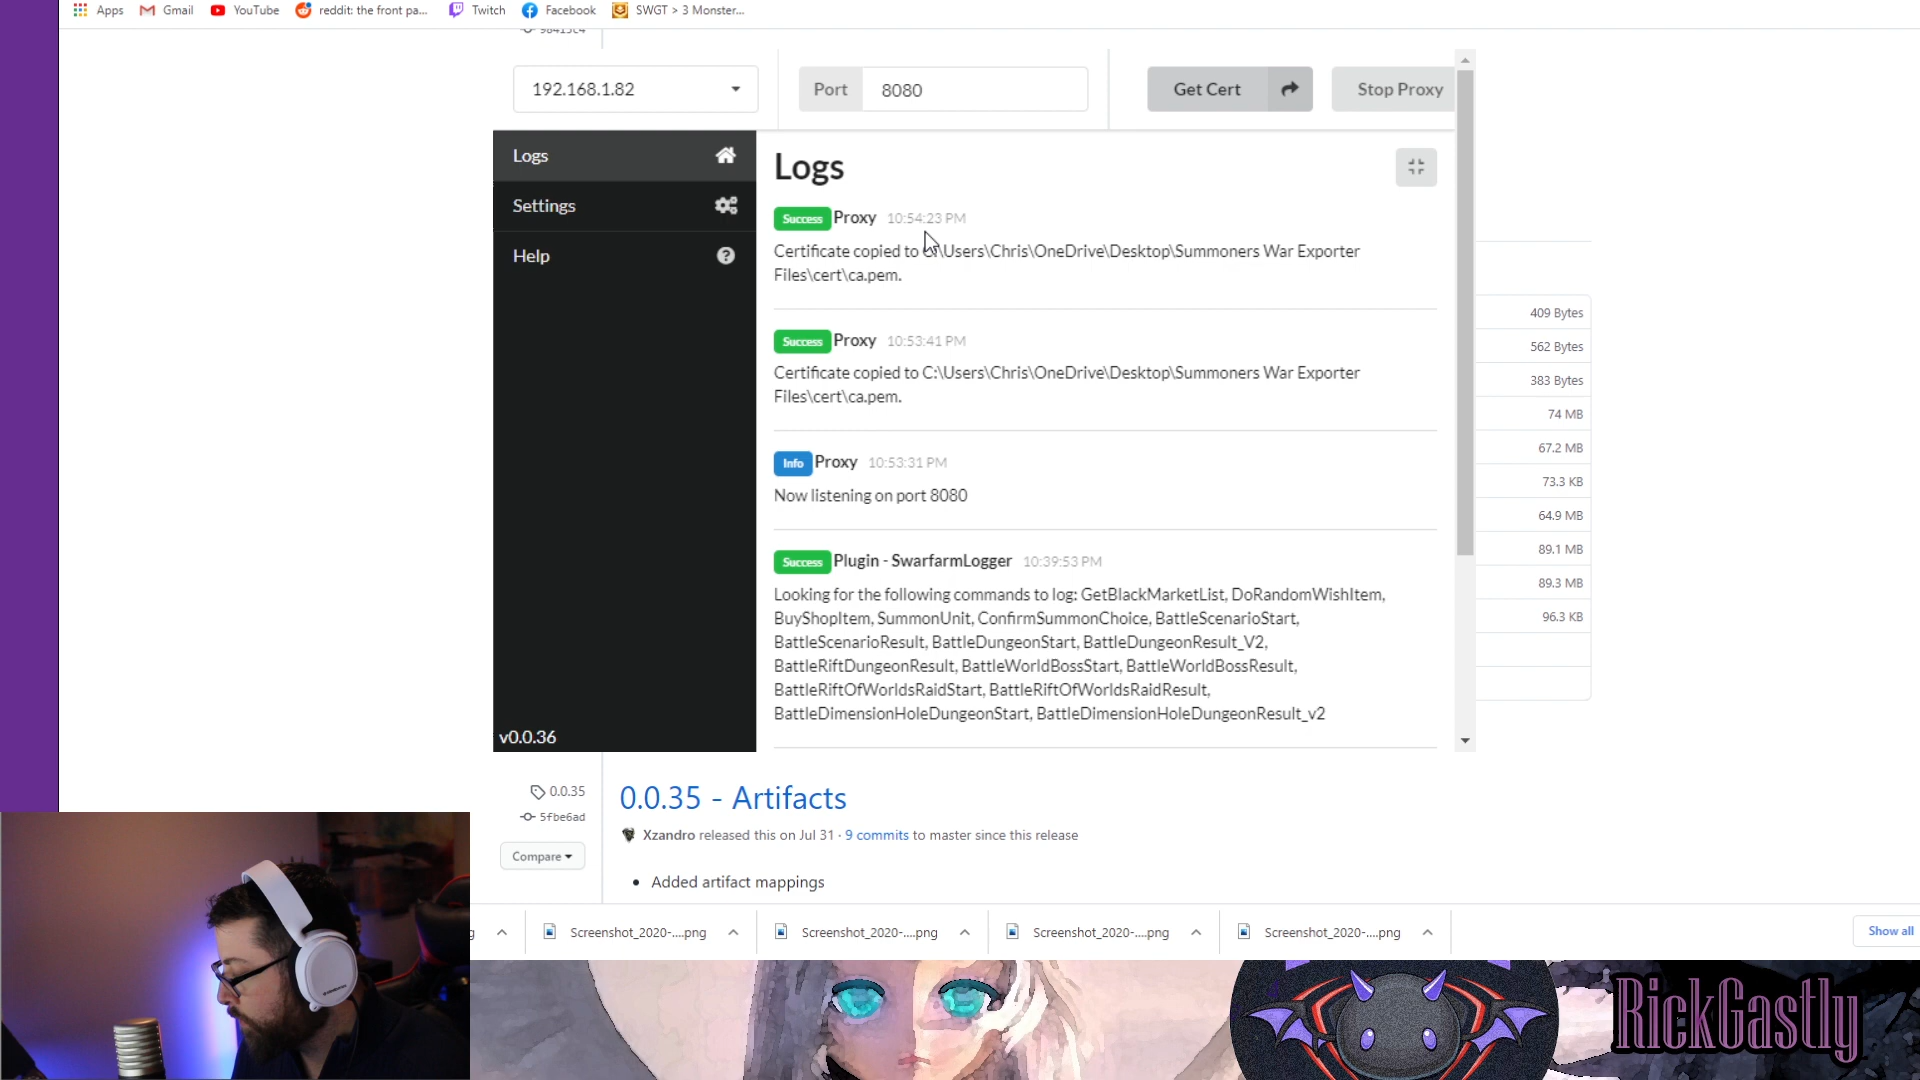 Apps Gmail YouTube reddit: the front pa... Twitch Facebook SWGT > 3 Monster...
98415c4
192.168.1.82 Port 8080 Get Cert Stop Proxy
Logs
Settings
Help
v0.0.36
Logs
Success Proxy 10:54:23 PM
Certificate copied to C:\Users\Chris\OneDrive\Desktop\Summoners War Exporter
Files\cert\ca.pem.
Success Proxy 10:53:41 PM
Certificate copied to C:\Users\Chris\OneDrive\Desktop\Summoners War Exporter
Files\cert\ca.pem.
Info Proxy 10:53:31 PM
Now listening on port 8080
Success Plugin - SwarfarmLogger 10:39:53 PM
Looking for the following commands to log: GetBlackMarketList, DoRandomWishItem,
BuyShopItem, SummonUnit, ConfirmSummonChoice, BattleScenarioStart,
BattleScenarioResult, BattleDungeonStart, BattleDungeonResult_V2,
BattleRiftDungeonResult, BattleWorldBossStart, BattleWorldBossResult,
BattleRiftOfWorldsRaidStart, BattleRiftOfWorldsRaidResult,
BattleDimensionHoleDungeonStart, BattleDimensionHoleDungeonResult_v2
409 Bytes
562 Bytes
383 Bytes
74 MB
67.2 MB
73.3 KB
64.9 MB
89.1 MB
89.3 MB
96.3 KB
0.0.35
5fbe6ad
Compare
0.0.35 - Artifacts
Xzandro released this on Jul 31 · 9 commits to master since this release
• Added artifact mappings
g Screenshot_2020-....png Screenshot_2020-....png Screenshot_2020-....png Screenshot_2020-....png Show all
RickGastly